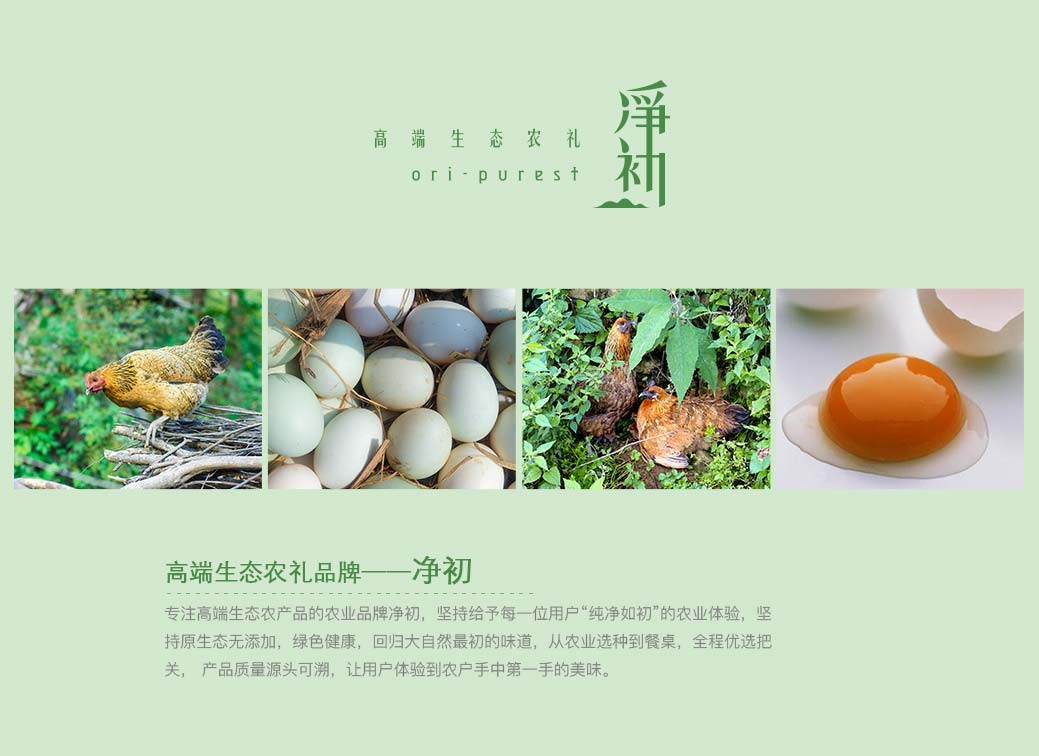 高端生态农礼
ori-purest
淨初
高端生态农礼品牌——净初
专注高端生态农产品的农业品牌净初，坚持给予每一位用户“纯净如初”的农业体验，坚
持原生态无添加，绿色健康，回归大自然最初的味道，从农业选种到餐桌，全程优选把
关， 产品质量源头可溯，让用户体验到农户手中第一手的美味。